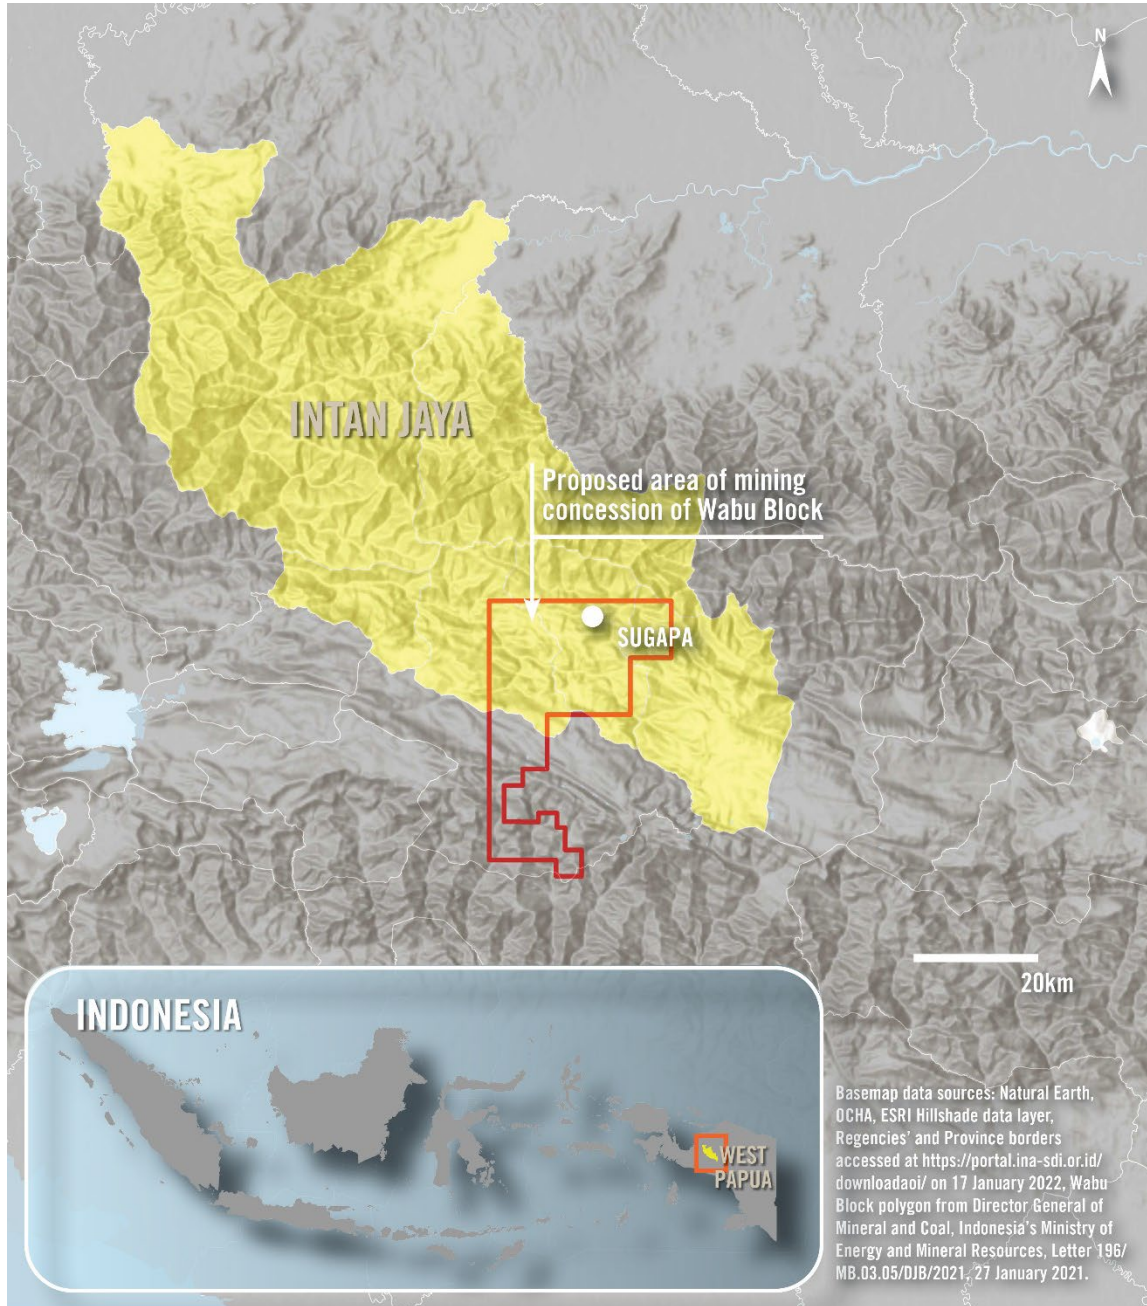 N
INTAN JAYA
Proposed area of mining
concession of Wabu Block
SUGAPA
20km
INDONESIA
WEST
PAPUA
Basemap data sources: Natural Earth,
OCHA, ESRI Hillshade data layer,
Regencies' and Province borders
accessed at https://portal.ina-sdi.or.id/
downloadaoi/ on 17 January 2022, Wabu
Block polygon from Director General of
Mineral and Coal, Indonesia's Ministry of
Energy and Mineral Resources, Letter 196/
MB.03.05/DJB/2021, 27 January 2021.